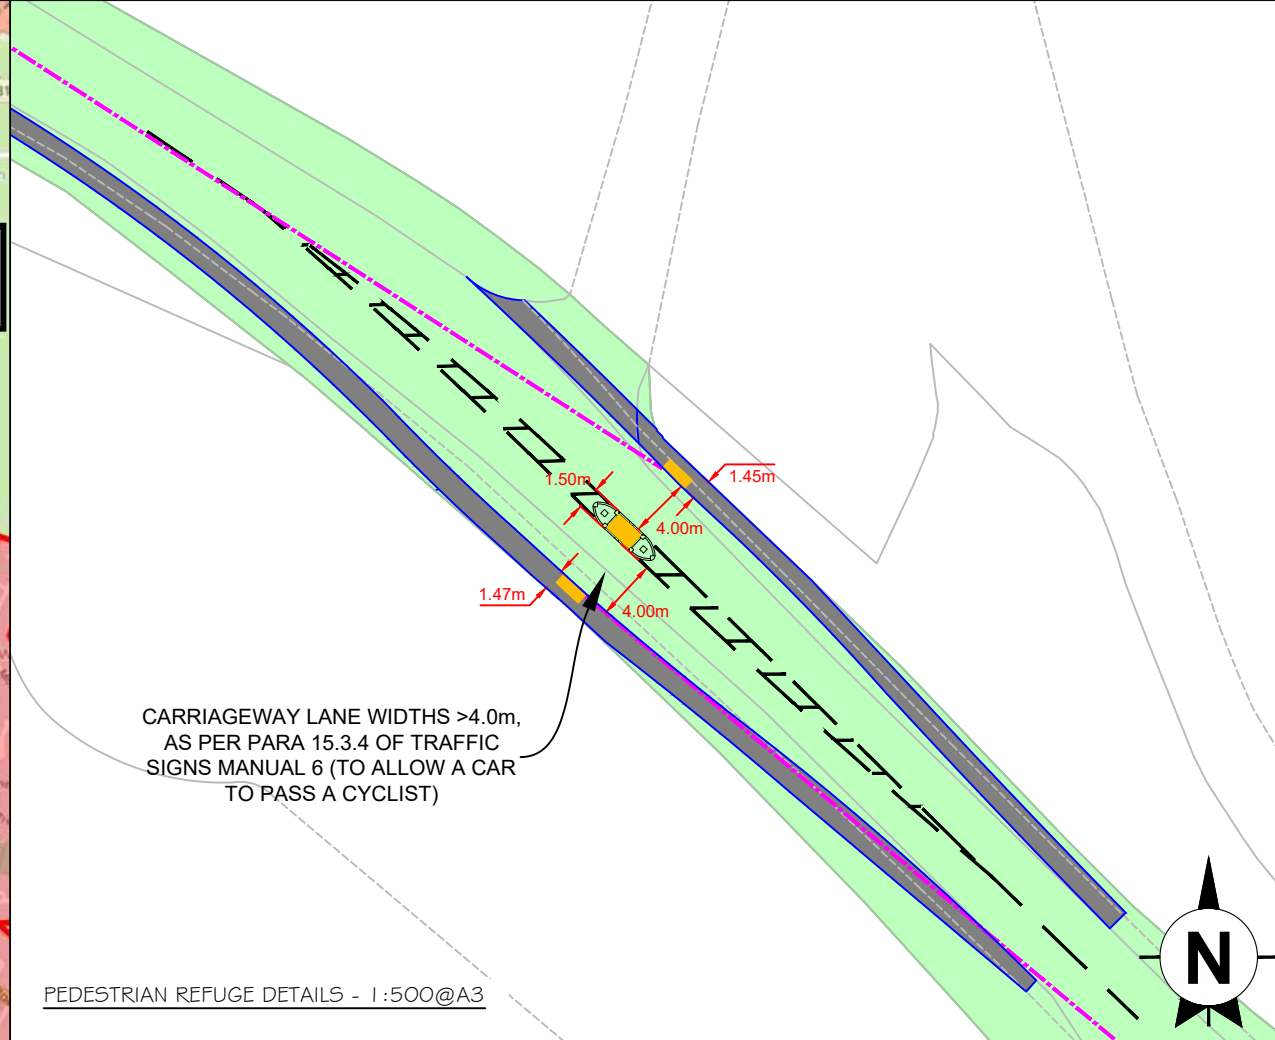 1.50m
1.45m
4.00m
1.47m
4.00m
CARRIAGEWAY LANE WIDTHS >4.0m,
AS PER PARA 15.3.4 OF TRAFFIC
SIGNS MANUAL 6 (TO ALLOW A CAR
TO PASS A CYCLIST)
N
PEDESTRIAN REFUGE DETAILS - 1:500@A3